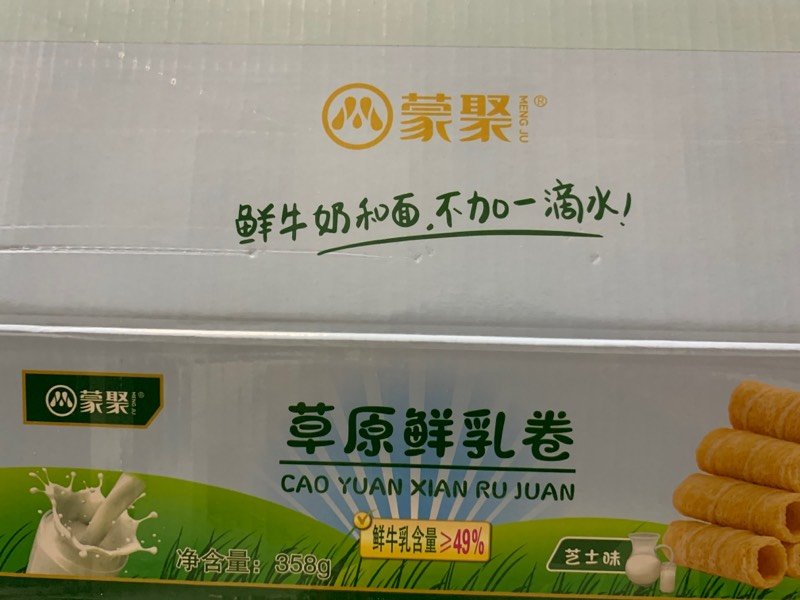 蒙聚 MENG JU ®
鲜牛奶和面,不加一滴水!
蒙聚 MENG JU ®
草原鲜乳卷
CAO YUAN XIAN RU JUAN
鲜牛乳含量≥49%
净含量：358g
芝士味